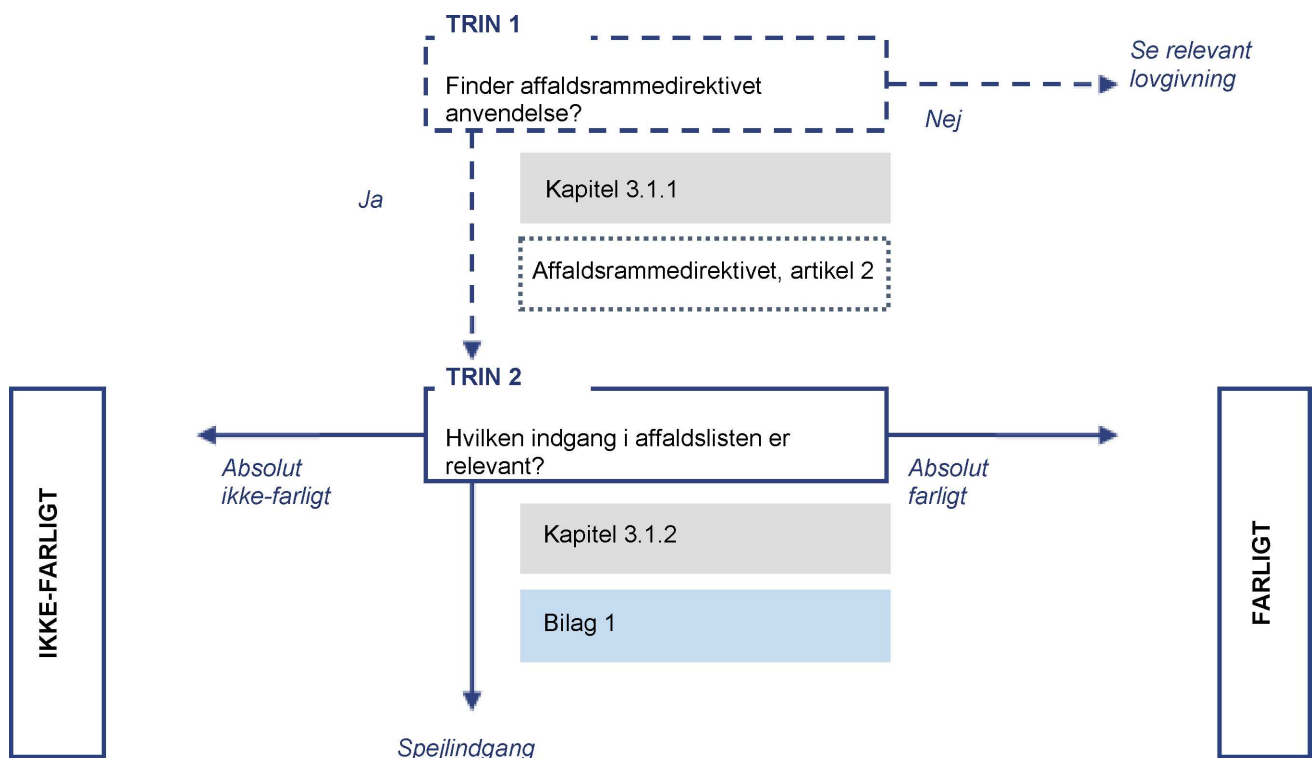 TRIN 1
Finder affaldsrammedirektivet
anvendelse?
Se relevant
lovgivning
Nej
Ja
Kapitel 3.1.1
Affaldsrammedirektivet, artikel 2
TRIN 2
Hvilken indgang i affaldslisten er
relevant?
Absolut
ikke-farligt
Absolut
farligt
Kapitel 3.1.2
Bilag 1
IKKE-FARLIGT
FARLIGT
Spejlindgang